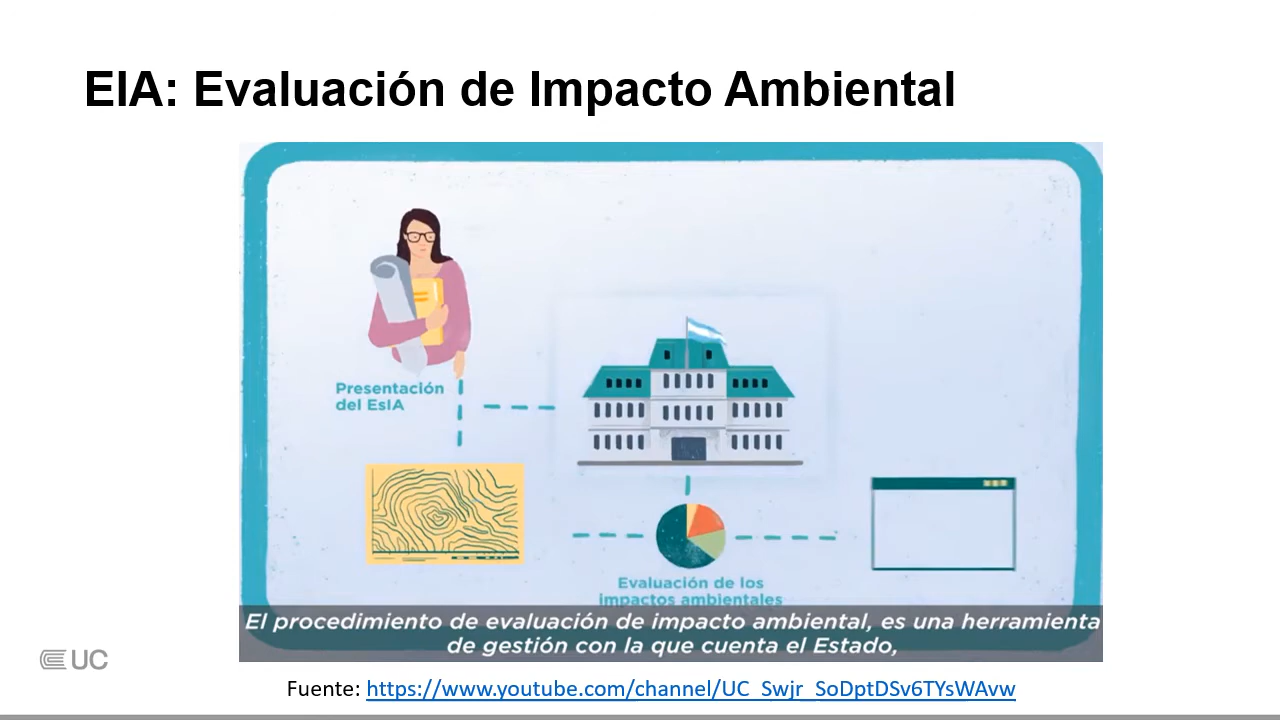 EIA: Evaluación de Impacto Ambiental
Presentación
del EsIA
Evaluación de los
impactos ambientales
El procedimiento de evaluación de impacto ambiental, es una herramienta
de gestión con la que cuenta el Estado,
UC
Fuente: https://www.youtube.com/channel/UC_Swjr_SoDptDSv6TYsWAvw